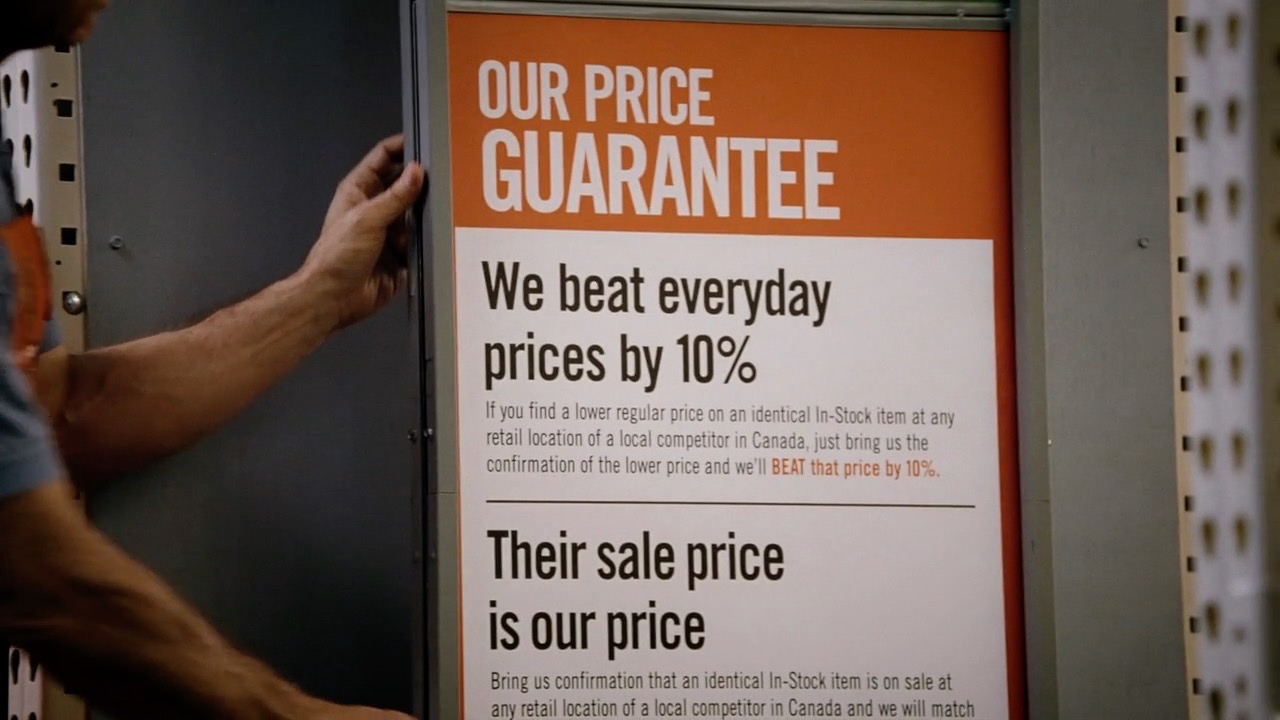 OUR PRICE
GUARANTEE
We beat everyday
prices by 10%
If you find a lower regular price on an identical In-Stock item at any
retail location of a local competitor in Canada, just bring us the
confirmation of the lower price and we'll BEAT that price by 10%.
Their sale price
is our price
Bring us confirmation that an identical In-Stock item is on sale at
any retail location of a local competitor in Canada and we will match